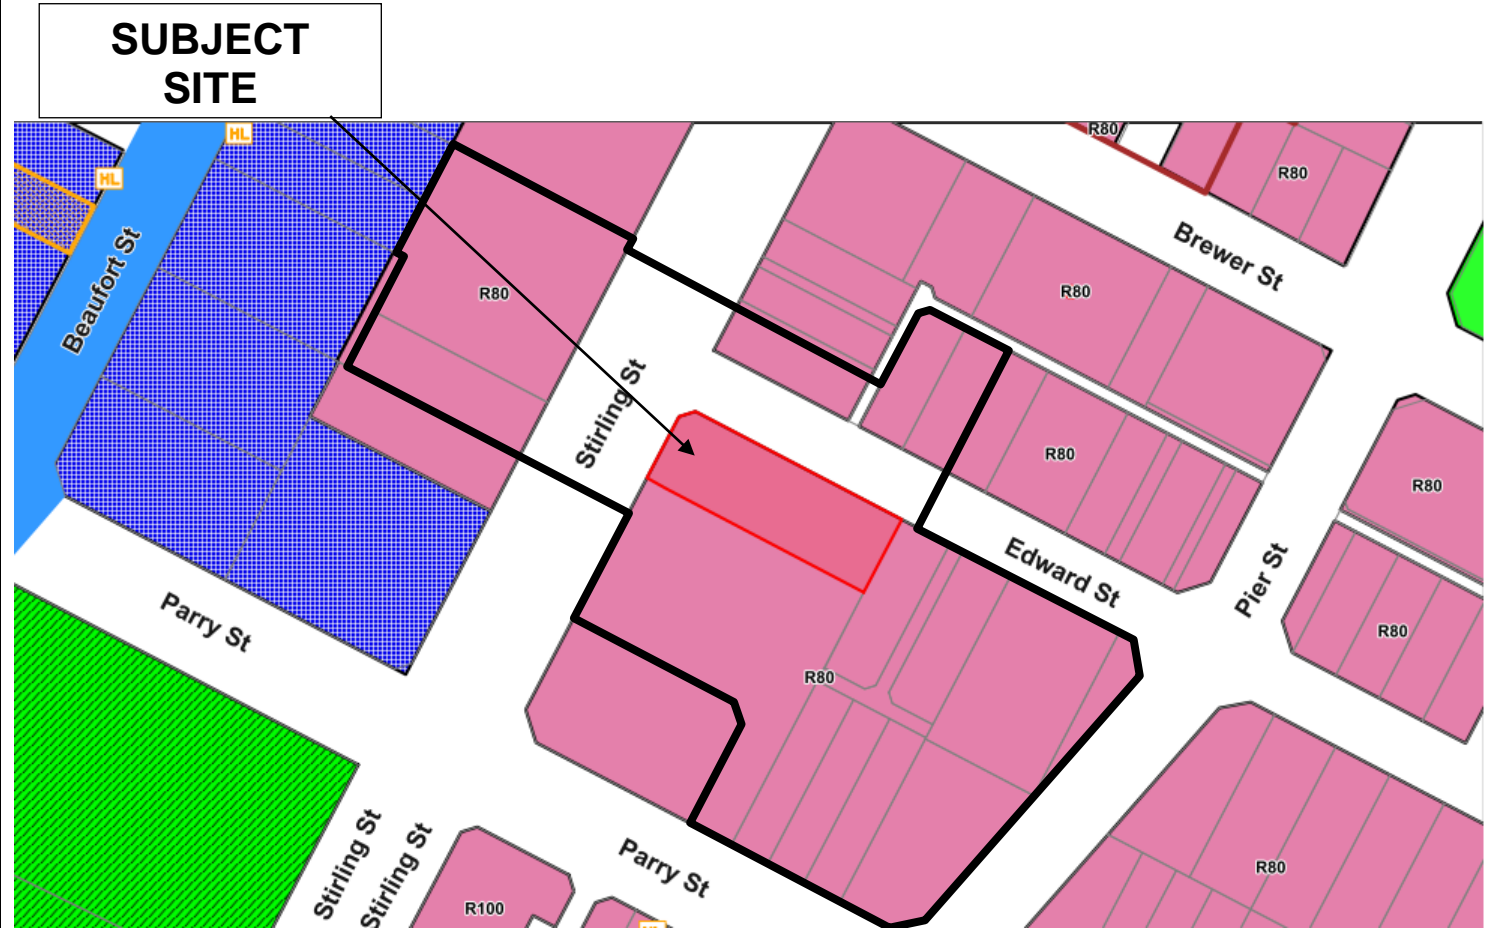 SUBJECT
SITE
HL
R80
HL
R80
Brewer St
Beaufort St
R80
R80
Stirling St
R80
R80
Edward St
Pier St
Parry St
R80
R80
Stirling St
Stirling St
Parry St
R80
R100